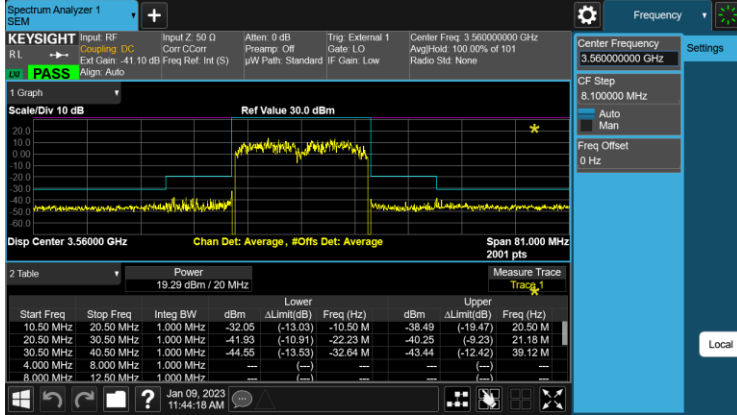 Spectrum Analyzer 1
SEM
+
Frequency
KEYSIGHT
RL
LXI PASS
Input: RF
Coupling: DC
Ext Gain: -41.10 dB
Align: Auto
Input Z: 50 Ω
Corr CCorr
Freq Ref: Int (S)
Atten: 0 dB
Preamp: Off
µW Path: Standard
Trig: External 1
Gate: LO
IF Gain: Low
Center Freq: 3.560000000 GHz
Avg|Hold: 100.00% of 101
Radio Std: None
Center Frequency
3.560000000 GHz
Settings
CF Step
8.100000 MHz
Auto
Man
Freq Offset
0 Hz
Local
1 Graph
Scale/Div 10 dB
Ref Value 30.0 dBm
20.0
10.0
0.00
-10.0
-20.0
-30.0
-40.0
-50.0
-60.0
Disp Center 3.56000 GHz
Chan Det: Average , #Offs Det: Average
Span 81.000 MHz
2001 pts
2 Table
Power
19.29 dBm / 20 MHz
Measure Trace
Trace 1
Lower Upper
Start Freq Stop Freq Integ BW dBm ΔLimit(dB) Freq (Hz) dBm ΔLimit(dB) Freq (Hz)
10.50 MHz 20.50 MHz 1.000 MHz -32.05 (-13.03) -10.50 M -38.49 (-19.47) 20.50 M
20.50 MHz 30.50 MHz 1.000 MHz -41.93 (-10.91) -22.23 M -40.25 (-9.23) 21.18 M
30.50 MHz 40.50 MHz 1.000 MHz -44.55 (-13.53) -32.64 M -43.44 (-12.42) 39.12 M
4.000 MHz 8.000 MHz 1.000 MHz --- (---) --- (---)
8.000 MHz 12.50 MHz 1.000 MHz --- (---) --- (---)
?
Jan 09, 2023
11:44:18 AM